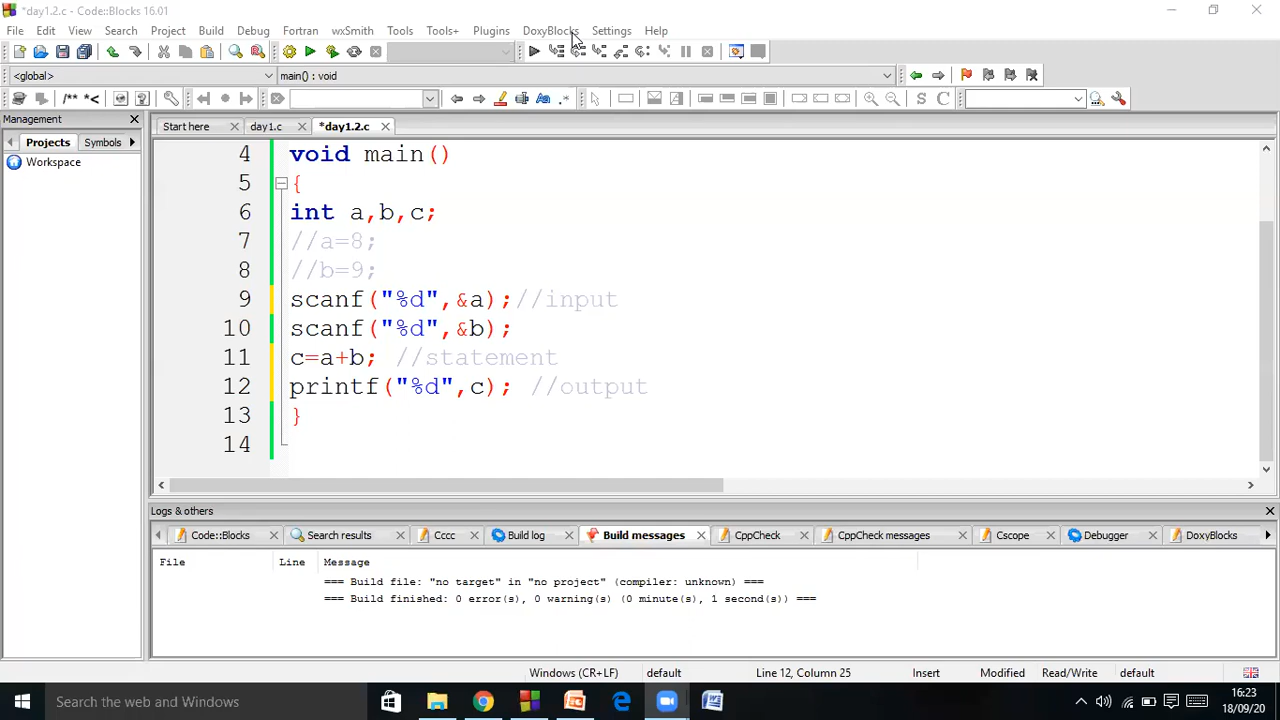 *day1.2.c - Code::Blocks 16.01
File Edit View Search Project Build Debug Fortran wxSmith Tools Tools+ Plugins DoxyBlocks Settings Help
<global> main() : void
/** *< .* S C
Management
Start here day1.c *day1.2.c
Projects Symbols
Workspace
4 void main()
5 {
6 int a,b,c;
7 //a=8;
8 //b=9;
9 scanf("%d",&a);//input
10 scanf("%d",&b);
11 c=a+b; //statement
12 printf("%d",c); //output
13 }
14
Logs & others
Code::Blocks Search results Cccc Build log Build messages CppCheck CppCheck messages Cscope Debugger DoxyBlocks
File Line Message
=== Build file: "no target" in "no project" (compiler: unknown) ===
=== Build finished: 0 error(s), 0 warning(s) (0 minute(s), 1 second(s)) ===
Windows (CR+LF) default Line 12, Column 25 Insert Modified Read/Write default
Search the web and Windows
16:23
18/09/20